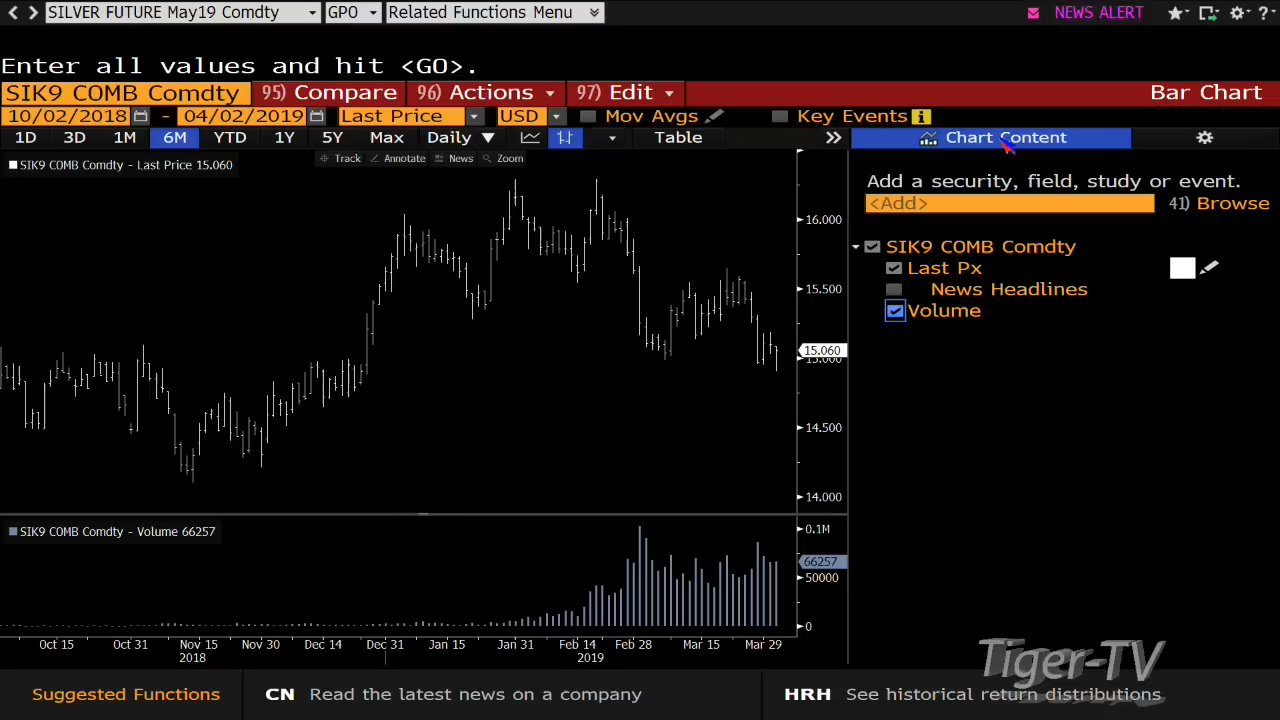 SILVER FUTURE May19 Comdty GPO Related Functions Menu NEWS ALERT ?
Enter all values and hit <GO>.
SIK9 COMB Comdty 95) Compare 96) Actions 97) Edit Bar Chart
10/02/2018 - 04/02/2019 Last Price USD Mov Avgs Key Events i
1D 3D 1M 6M YTD 1Y 5Y Max Daily Table » Chart Content
Track Annotate News Zoom
SIK9 COMB Comdty - Last Price 15.060
Add a security, field, study or event.
<Add> 41) Browse
16.000
SIK9 COMB Comdty
Last Px
15.500
News Headlines
Volume
15.060
15.000
14.500
14.000
SIK9 COMB Comdty - Volume 66257
0.1M
66257
50000
0
Oct 15 Oct 31 Nov 15 Nov 30 Dec 14 Dec 31 Jan 15 Jan 31 Feb 14 Feb 28 Mar 15 Mar 29
2018 2019
Tiger-TV
Suggested Functions CN Read the latest news on a company HRH See historical return distributions